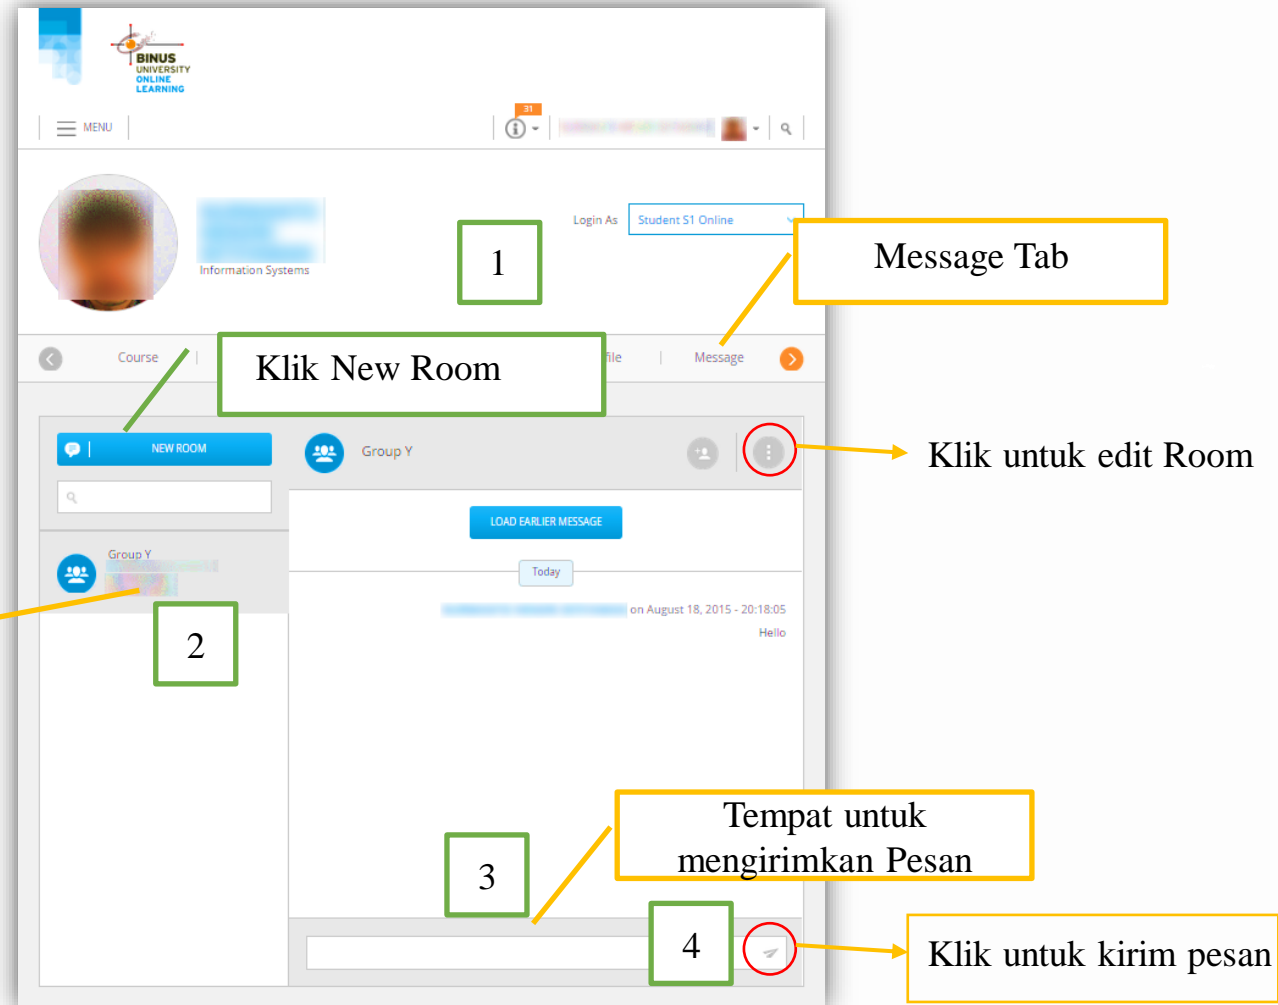 BINUS
UNIVERSITY
ONLINE
LEARNING
MENU
31
Login As
Student S1 Online
Information Systems
1
Message Tab
Course
Klik New Room
file
Message
NEW ROOM
Group Y
Klik untuk edit Room
LOAD EARLIER MESSAGE
Group Y
Today
on August 18, 2015 - 20:18:05
Hello
2
Tempat untuk
mengirimkan Pesan
3
4
Klik untuk kirim pesan